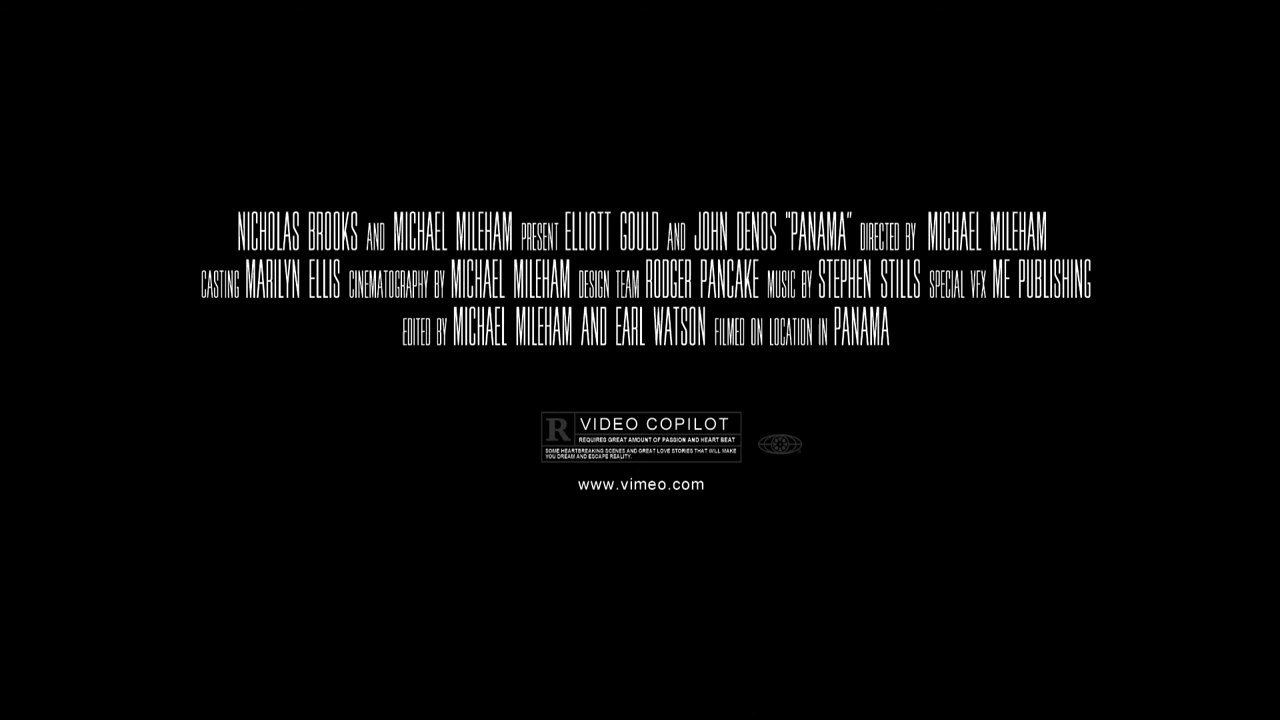 NICHOLAS BROOKS AND MICHAEL MILEHAM PRESENT ELLIOTT GOULD AND JOHN DENOS "PANAMA" DIRECTED BY MICHAEL MILEHAM
CASTING MARILYN ELLIS CINEMATOGRAPHY BY MICHAEL MILEHAM DESIGN TEAM RODGER PANCAKE MUSIC BY STEPHEN STILLS SPECIAL VFX ME PUBLISHING
EDITED BY MICHAEL MILEHAM AND EARL WATSON FILMED ON LOCATION IN PANAMA
R VIDEO COPILOT
REQUIRES GREAT AMOUNT OF PASSION AND HEART BEAT
SOME HEARTBREAKING SCENES AND GREAT LOVE STORIES THAT WILL MAKE
YOU DREAM AND ESCAPE REALITY.
www.vimeo.com